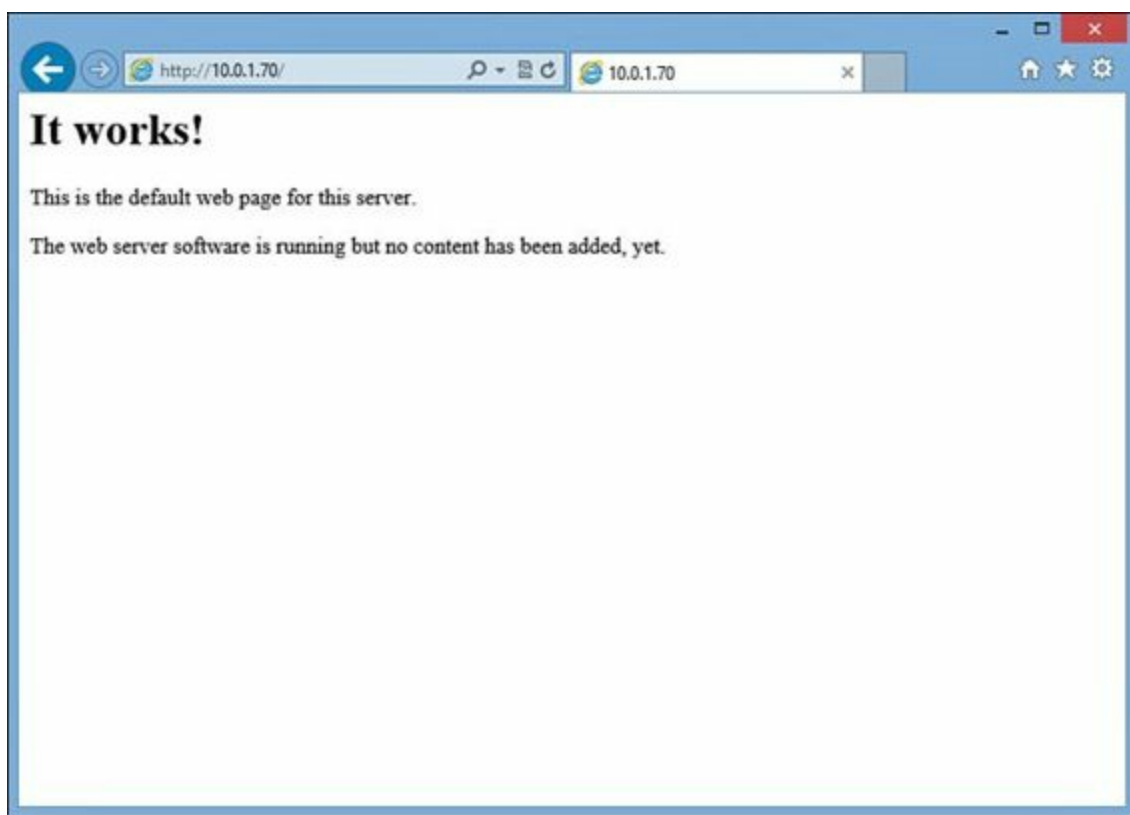 http://10.0.1.70/
10.0.1.70
It works!
This is the default web page for this server.
The web server software is running but no content has been added, yet.